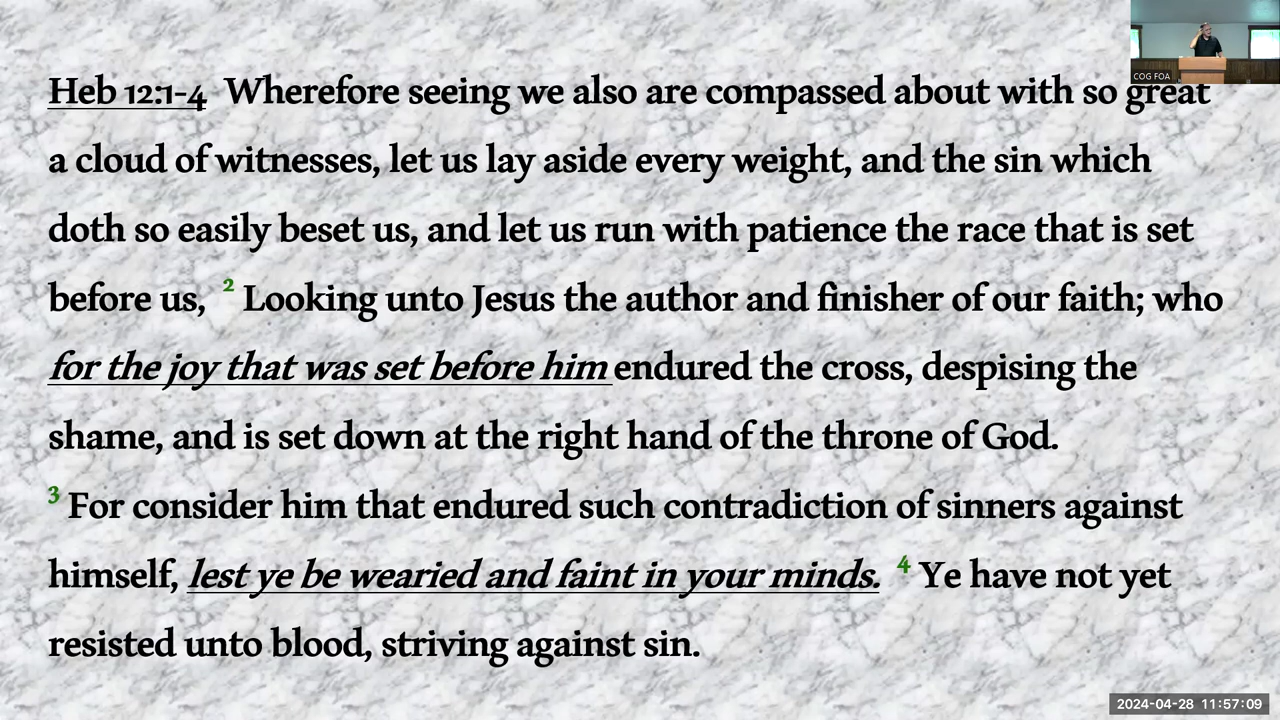 Heb 12:1-4 Wherefore seeing we also are compassed about with so great
a cloud of witnesses, let us lay aside every weight, and the sin which
doth so easily beset us, and let us run with patience the race that is set
before us, 2 Looking unto Jesus the author and finisher of our faith; who
for the joy that was set before him endured the cross, despising the
shame, and is set down at the right hand of the throne of God.
3 For consider him that endured such contradiction of sinners against
himself, lest ye be wearied and faint in your minds. 4 Ye have not yet
resisted unto blood, striving against sin.
COG FOA
2024-04-28 11:57:09